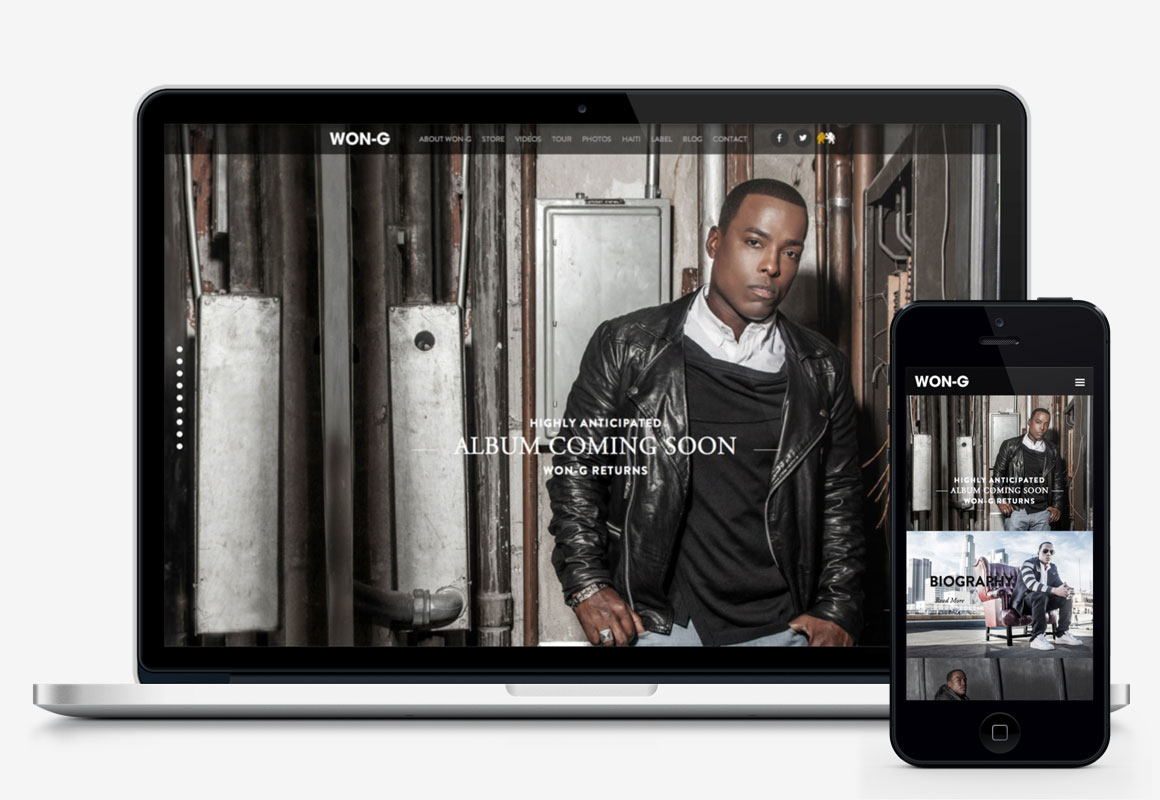 WON-G
ABOUT WON-G STORE VIDEOS TOUR PHOTOS HAITI LABEL BLOG CONTACT
HIGHLY ANTICIPATED
ALBUM COMING SOON
WON-G RETURNS
WON-G
HIGHLY ANTICIPATED
ALBUM COMING SOON
WON-G RETURNS
BIOGRAPHY
Read More